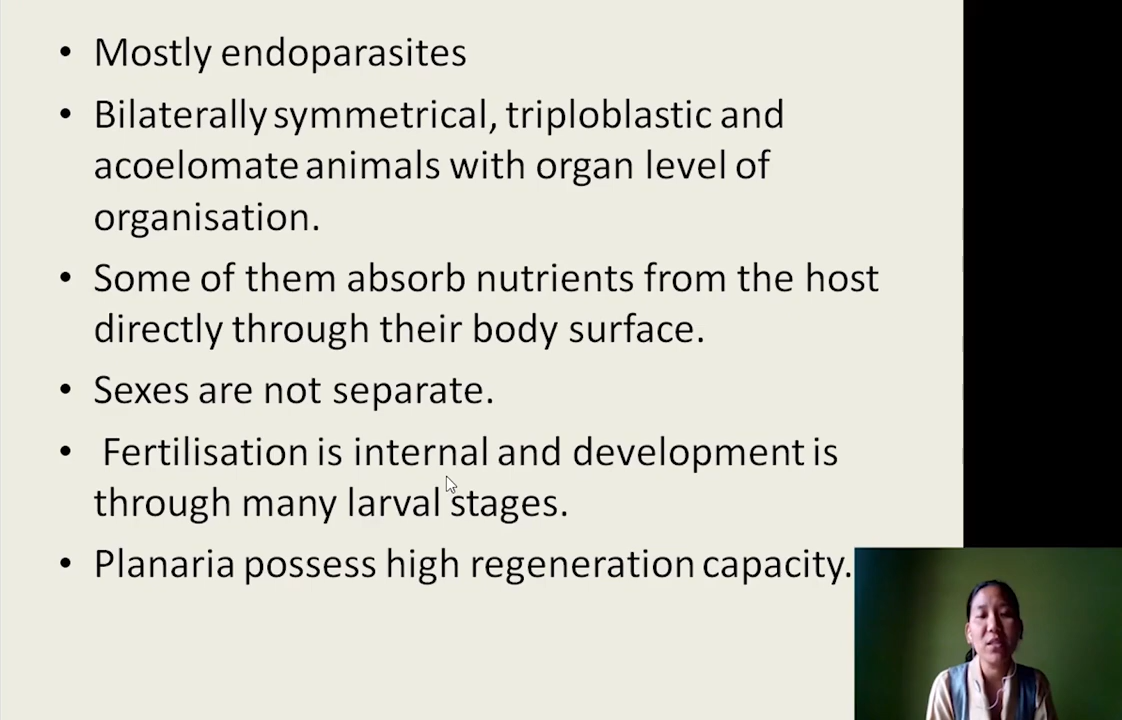 • Mostly endoparasites
• Bilaterally symmetrical, triploblastic and
acoelomate animals with organ level of
organisation.
• Some of them absorb nutrients from the host
directly through their body surface.
• Sexes are not separate.
• Fertilisation is internal and development is
through many larval stages.
• Planaria possess high regeneration capacity.